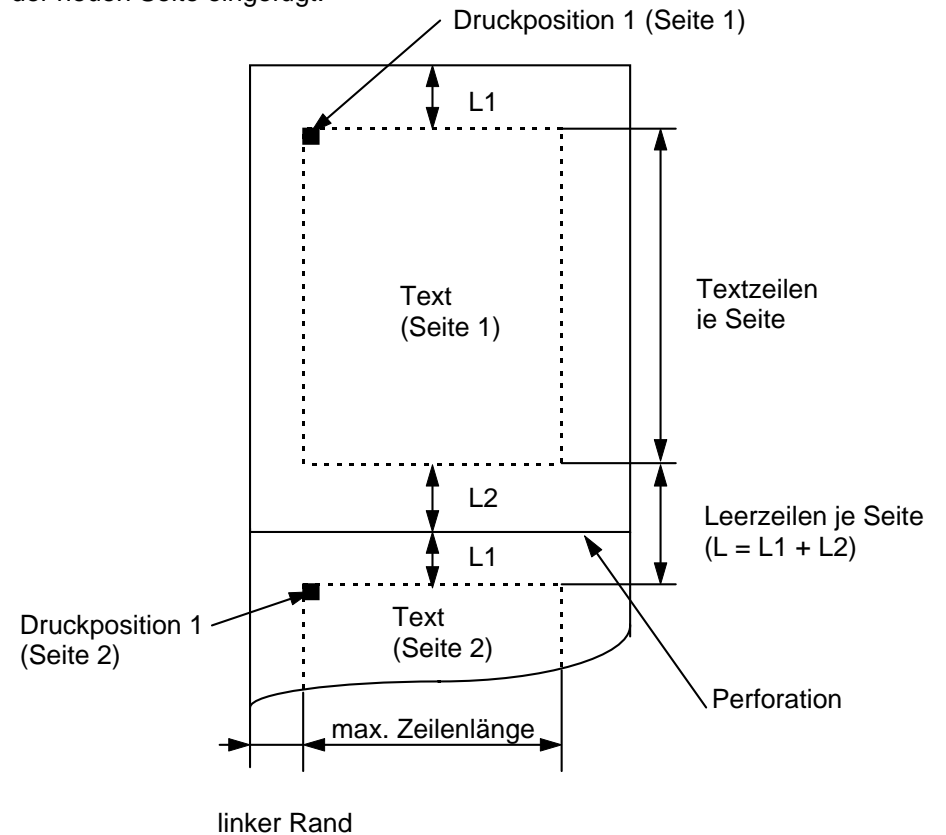 der neuen Seite eingefügt.
Druckposition 1 (Seite 1)
L1
Text
(Seite 1)
Textzeilen
je Seite
L2
Leerzeilen je Seite
(L = L1 + L2)
L1
Text
(Seite 2)
Druckposition 1
(Seite 2)
Perforation
max. Zeilenlänge
linker Rand